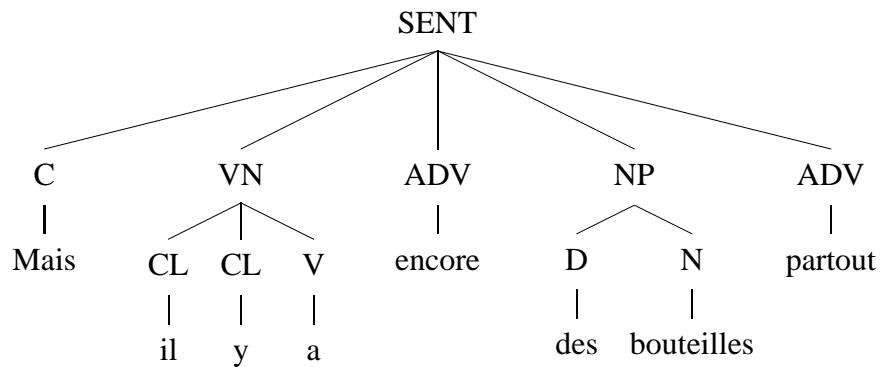 SENT
C VN ADV NP ADV
Mais CL CL V encore D N partout
il y a des bouteilles